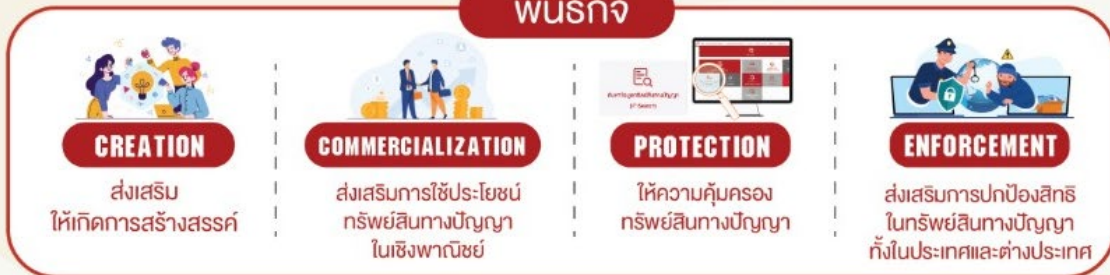 พันธกิจ
CREATION
ส่งเสริม
ให้เกิดการสร้างสรรค์
COMMERCIALIZATION
ส่งเสริมการใช้ประโยชน์
ทรัพย์สินทางปัญญา
ในเชิงพาณิชย์
PROTECTION
ให้ความคุ้มครอง
ทรัพย์สินทางปัญญา
ENFORCEMENT
ส่งเสริมการปกป้องสิทธิ
ในทรัพย์สินทางปัญญา
ทั้งในประเทศและต่างประเทศ